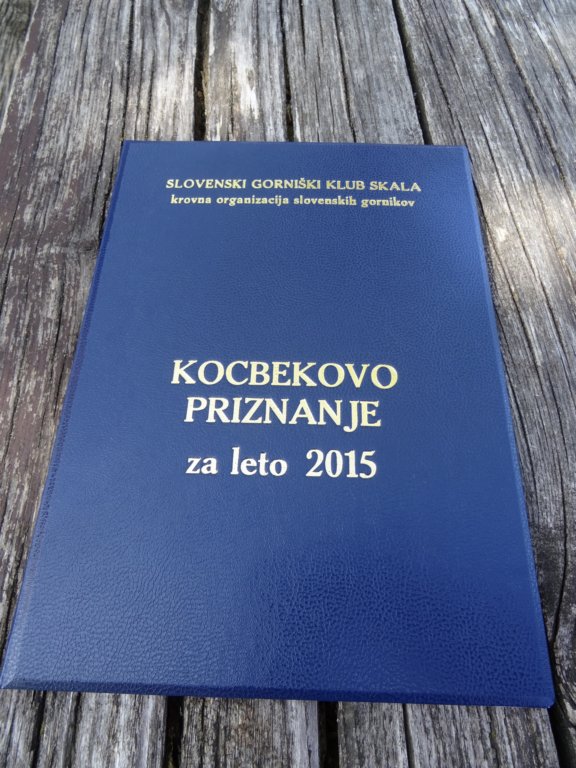 SLOVENSKI GORNIŠKI KLUB SKALA
krovna organizacija slovenskih gornikov
KOCBEKOVO
PRIZNANJE
za leto 2015